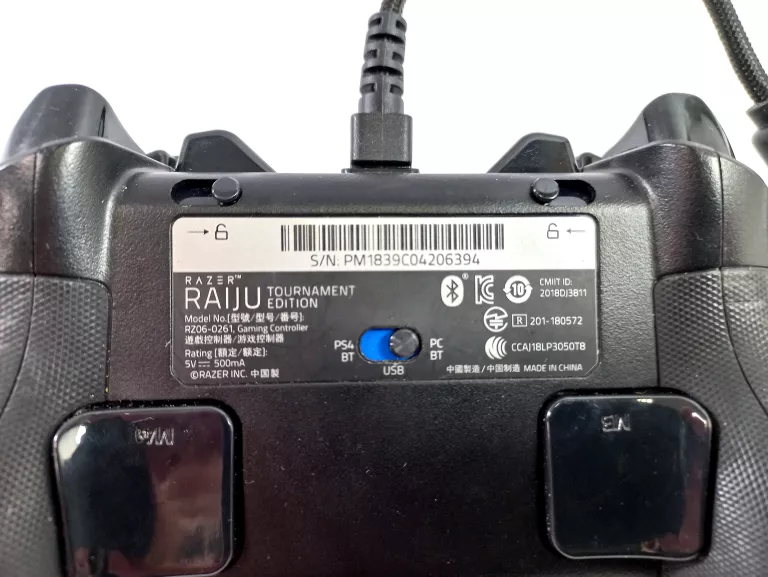 S/N: PM1839C04206394
RAZER™
RAIJU TOURNAMENT EDITION
Model No.[型號/型号/番号]:
RZ06-0261, Gaming Controller
遊戲控制器/游戏控制器
Rating [額定/额定]:
5V ⎓ 500mA
©RAZER INC. 中国製
PS4 BT
USB
PC BT
®
10
CMIIT ID:
2018DJ3811
R 201-180572
CCAJ18LP3050T8
中國製造/中国制造 MADE IN CHINA
M4
M3